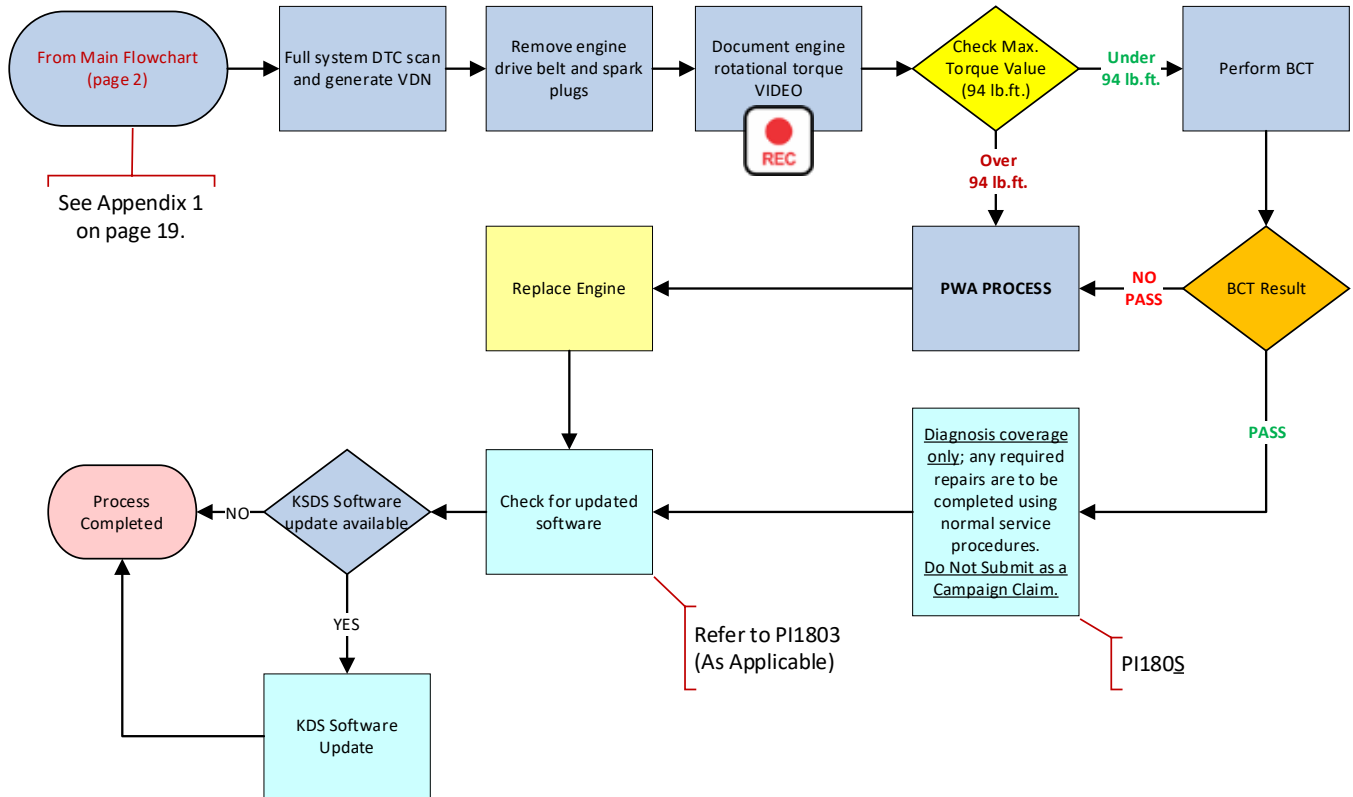 From Main Flowchart
(page 2)
Full system DTC scan
and generate VDN
Remove engine
drive belt and spark
plugs
Document engine
rotational torque
VIDEO
REC
Check Max.
Torque Value
(94 lb.ft.)
Under
94 lb.ft.
Perform BCT
See Appendix 1
on page 19.
Over
94 lb.ft.
Replace Engine
PWA PROCESS
NO
PASS
BCT Result
PASS
Process
Completed
NO
KSDS Software
update available
Check for updated
software
Diagnosis coverage
only; any required
repairs are to be
completed using
normal service
procedures.
Do Not Submit as a
Campaign Claim.
YES
Refer to PI1803
(As Applicable)
PI180S
KDS Software
Update